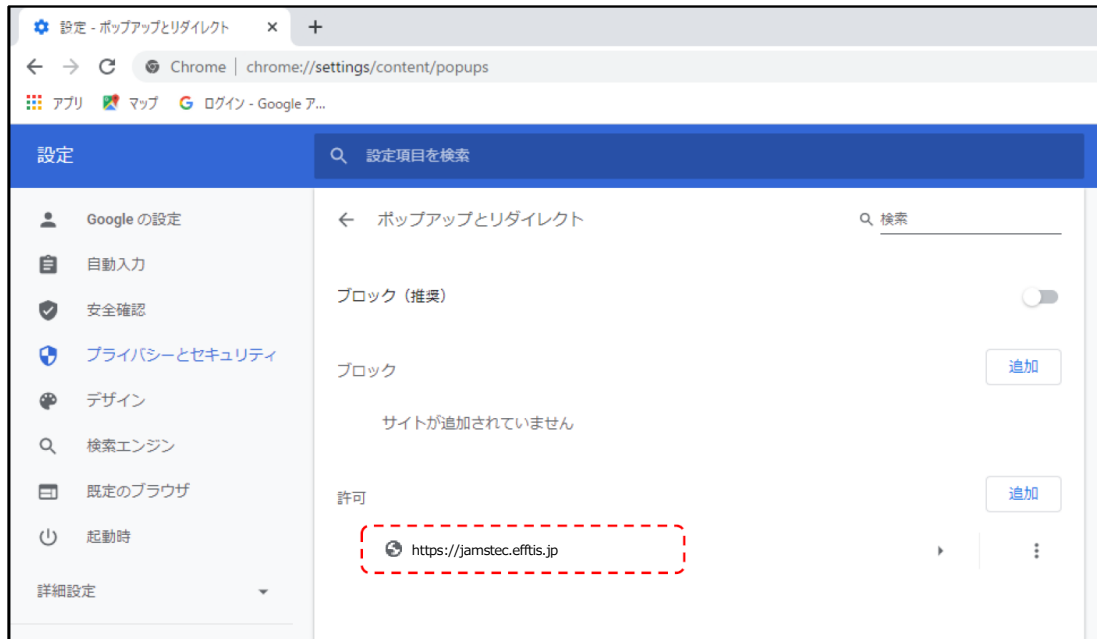 設定 - ポップアップとリダイレクト
Chrome | chrome://settings/content/popups
アプリ マップ ログイン - Google ア...
設定
設定項目を検索
Google の設定
自動入力
安全確認
プライバシーとセキュリティ
デザイン
検索エンジン
既定のブラウザ
起動時
詳細設定
ポップアップとリダイレクト
検索
ブロック（推奨）
ブロック
追加
サイトが追加されていません
許可
追加
https://jamstec.efftis.jp